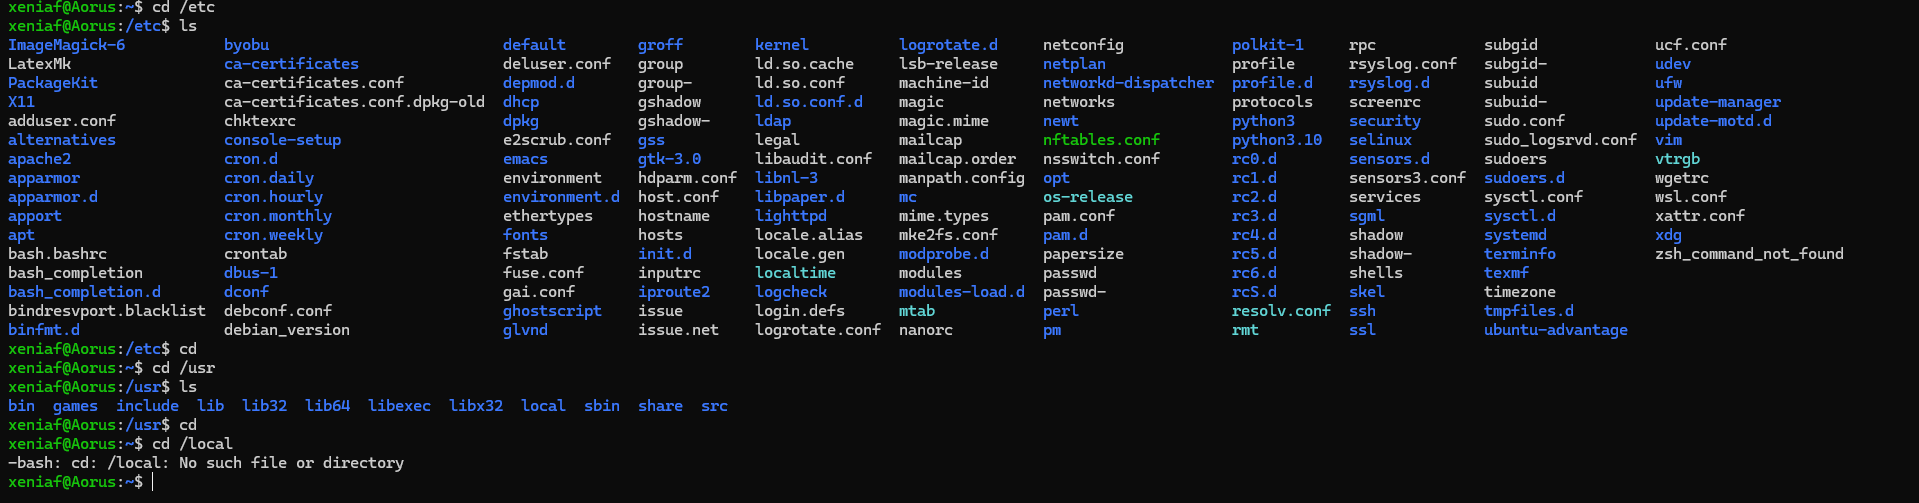 xeniaf@Aorus:~$ cd /etc
xeniaf@Aorus:/etc$ ls
ImageMagick-6 byobu default groff kernel logrotate.d netconfig polkit-1 rpc subgid ucf.conf
LatexMk ca-certificates deluser.conf group ld.so.cache lsb-release netplan profile rsyslog.conf subgid- udev
PackageKit ca-certificates.conf depmod.d group- ld.so.conf machine-id networkd-dispatcher profile.d rsyslog.d subuid ufw
X11 ca-certificates.conf.dpkg-old dhcp gshadow ld.so.conf.d magic networks protocols screenrc subuid- update-manager
adduser.conf chktexrc dpkg gshadow- ldap magic.mime newt python3 security sudo.conf update-motd.d
alternatives console-setup e2scrub.conf gss legal mailcap nftables.conf python3.10 selinux sudo_logsrvd.conf vim
apache2 cron.d emacs gtk-3.0 libaudit.conf mailcap.order nsswitch.conf rc0.d sensors.d sudoers vtrgb
apparmor cron.daily environment hdparm.conf libnl-3 manpath.config opt rc1.d sensors3.conf sudoers.d wgetrc
apparmor.d cron.hourly environment.d host.conf libpaper.d mc os-release rc2.d services sysctl.conf wsl.conf
apport cron.monthly ethertypes hostname lighttpd mime.types pam.conf rc3.d sgml sysctl.d xattr.conf
apt cron.weekly fonts hosts locale.alias mke2fs.conf pam.d rc4.d shadow systemd xdg
bash.bashrc crontab fstab init.d locale.gen modprobe.d papersize rc5.d shadow- terminfo zsh_command_not_found
bash_completion dbus-1 fuse.conf inputrc localtime modules passwd rc6.d shells texmf
bash_completion.d dconf gai.conf iproute2 logcheck modules-load.d passwd- rcS.d skel timezone
bindresvport.blacklist debconf.conf ghostscript issue login.defs mtab perl resolv.conf ssh tmpfiles.d
binfmt.d debian_version glvnd issue.net logrotate.conf nanorc pm rmt ssl ubuntu-advantage
xeniaf@Aorus:/etc$ cd
xeniaf@Aorus:~$ cd /usr
xeniaf@Aorus:/usr$ ls
bin games include lib lib32 lib64 libexec libx32 local sbin share src
xeniaf@Aorus:/usr$ cd
xeniaf@Aorus:~$ cd /local
-bash: cd: /local: No such file or directory
xeniaf@Aorus:~$